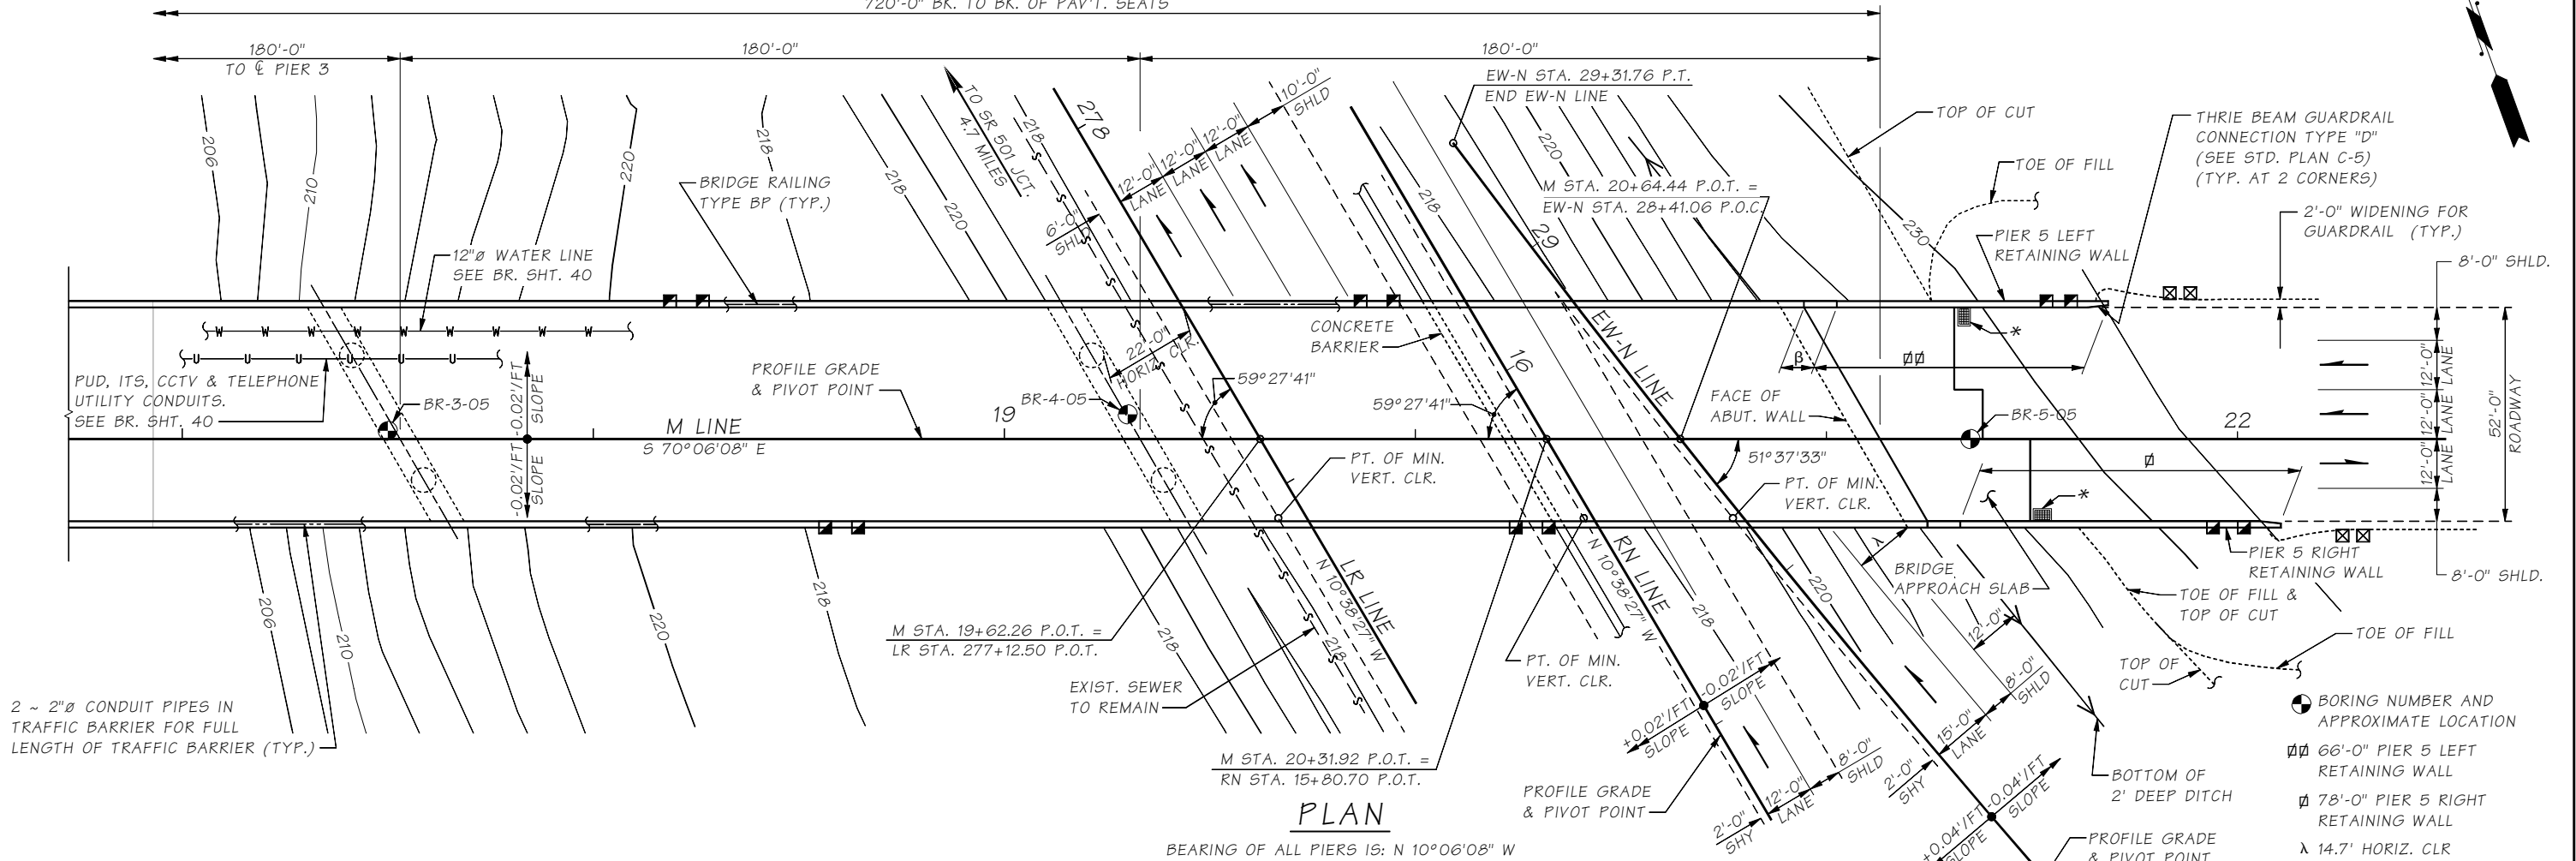 720'-0" BK. TO BK. OF PAV'T. SEATS
180'-0"
TO ℄ PIER 3
180'-0"
180'-0"
EW-N STA. 29+31.76 P.T.
END EW-N LINE
TOP OF CUT
THRIE BEAM GUARDRAIL
CONNECTION TYPE "D"
(SEE STD. PLAN C-5)
(TYP. AT 2 CORNERS)
TOE OF FILL
2'-0" WIDENING FOR
GUARDRAIL (TYP.)
8'-0" SHLD.
PIER 5 LEFT
RETAINING WALL
230
M STA. 20+64.44 P.O.T. =
EW-N STA. 28+41.06 P.O.C.
220
218
29
10'-0"
SHLD
12'-0"
LANE
12'-0"
LANE
12'-0"
LANE
6'-0"
SHLD
278
218
TO SR 501 JCT.
4.7 MILES
220
218
206
210
220
218
BRIDGE RAILING
TYPE BP (TYP.)
12"ø WATER LINE
SEE BR. SHT. 40
W W W W W W W W W
U U U U U U
PUD, ITS, CCTV & TELEPHONE
UTILITY CONDUITS.
SEE BR. SHT. 40
BR-3-05
-0.02'/FT
SLOPE
-0.02'/FT
SLOPE
M LINE
S 70°06'08" E
PROFILE GRADE
& PIVOT POINT
19
BR-4-05
22'-0"
HORIZ. CLR.
59°27'41"
CONCRETE
BARRIER
16
59°27'41"
EW-N LINE
FACE OF
ABUT. WALL
β
⌀⌀
*
BR-5-05
22
12'-0"
LANE
12'-0"
LANE
12'-0"
LANE
52'-0"
ROADWAY
8'-0" SHLD.
51°37'33"
PT. OF MIN.
VERT. CLR.
PT. OF MIN.
VERT. CLR.
*
λ
BRIDGE
APPROACH SLAB
PIER 5 RIGHT
RETAINING WALL
TOE OF FILL &
TOP OF CUT
TOE OF FILL
TOP OF
CUT
206
210
220
218
218
218
M STA. 19+62.26 P.O.T. =
LR STA. 277+12.50 P.O.T.
EXIST. SEWER
TO REMAIN
LR LINE
N 10°38'27" W
RN LINE
N 10°38'27" W
218
220
PT. OF MIN.
VERT. CLR.
M STA. 20+31.92 P.O.T. =
RN STA. 15+80.70 P.O.T.
+0.02'/FT
SLOPE
-0.02'/FT
SLOPE
PROFILE GRADE
& PIVOT POINT
2'-0"
SHY
12'-0"
LANE
8'-0"
SHLD
2'-0"
SHY
15'-0"
LANE
8'-0"
SHLD
12'-0"
+0.04'/FT
SLOPE
-0.04'/FT
SLOPE
BOTTOM OF
2' DEEP DITCH
PROFILE GRADE
& PIVOT POINT
2 ~ 2"ø CONDUIT PIPES IN
TRAFFIC BARRIER FOR FULL
LENGTH OF TRAFFIC BARRIER (TYP.)
PLAN
BEARING OF ALL PIERS IS: N 10°06'08" W
BORING NUMBER AND
APPROXIMATE LOCATION
66'-0" PIER 5 LEFT
RETAINING WALL
78'-0" PIER 5 RIGHT
RETAINING WALL
λ 14.7' HORIZ. CLR